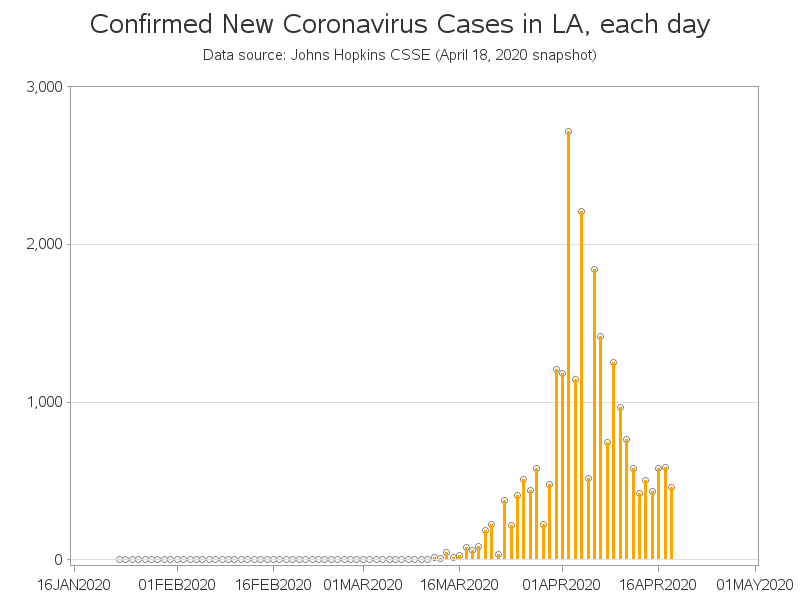 Confirmed New Coronavirus Cases in LA, each day
Data source: Johns Hopkins CSSE (April 18, 2020 snapshot)
3,000
2,000
1,000
0
16JAN2020 01FEB2020 16FEB2020 01MAR2020 16MAR2020 01APR2020 16APR2020 01MAY2020